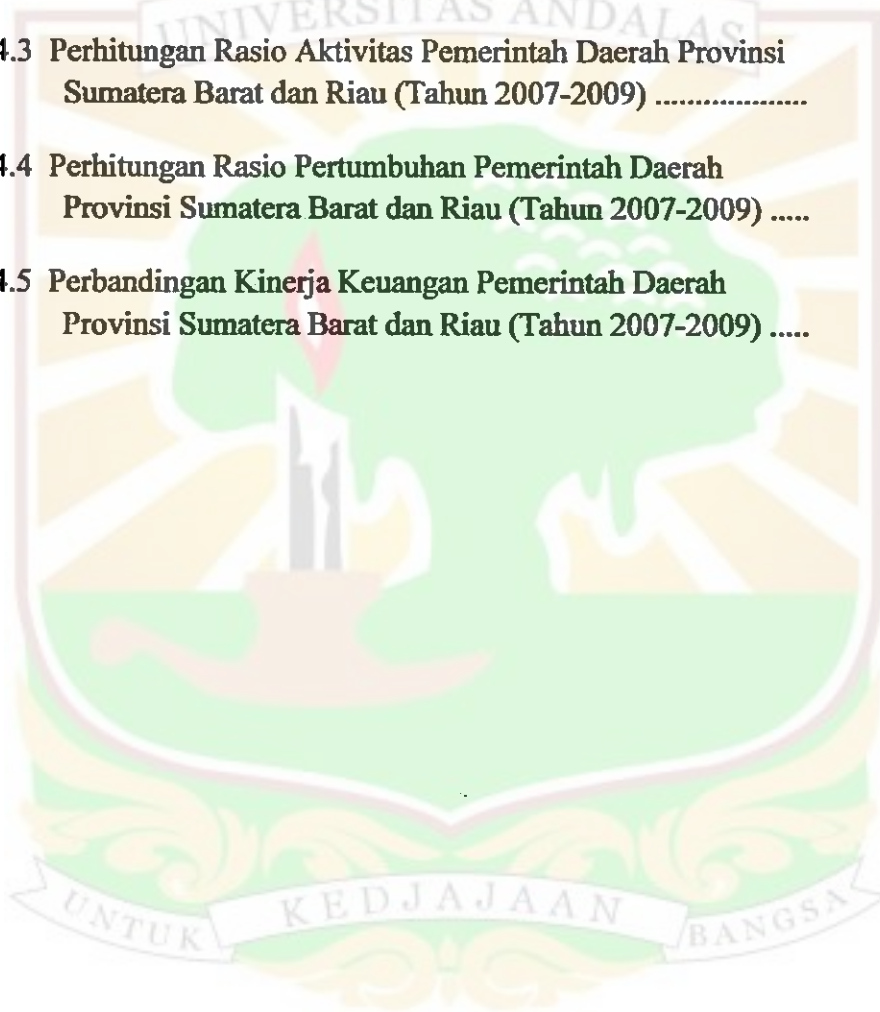 UNIVERSITAS ANDALAS
4.3 Perhitungan Rasio Aktivitas Pemerintah Daerah Provinsi
Sumatera Barat dan Riau (Tahun 2007-2009) ...................
4.4 Perhitungan Rasio Pertumbuhan Pemerintah Daerah
Provinsi Sumatera Barat dan Riau (Tahun 2007-2009) .....
4.5 Perbandingan Kinerja Keuangan Pemerintah Daerah
Provinsi Sumatera Barat dan Riau (Tahun 2007-2009) .....
UNTUK KEDJAJAAN BANGSA